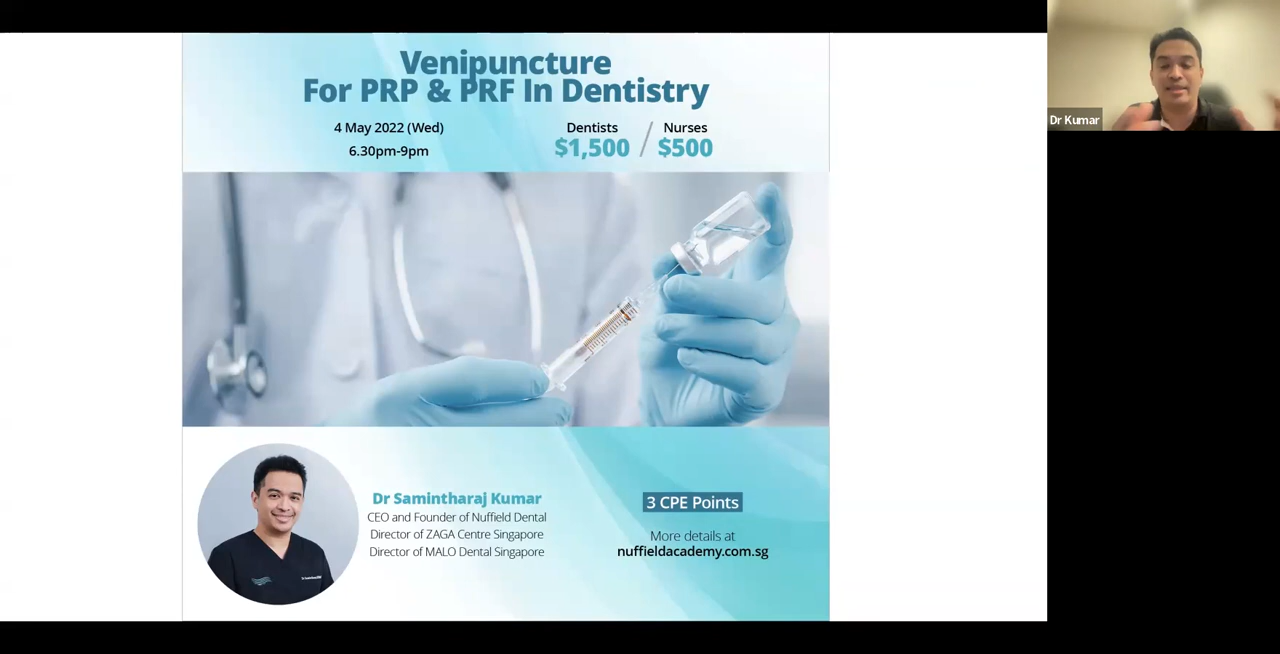 Venipuncture
For PRP & PRF In Dentistry
4 May 2022 (Wed)
6.30pm-9pm
Dentists
$1,500
/
Nurses
$500
Dr Kumar
Dr Samintharaj Kumar
CEO and Founder of Nuffield Dental
Director of ZAGA Centre Singapore
Director of MALO Dental Singapore
3 CPE Points
More details at
nuffieldacademy.com.sg